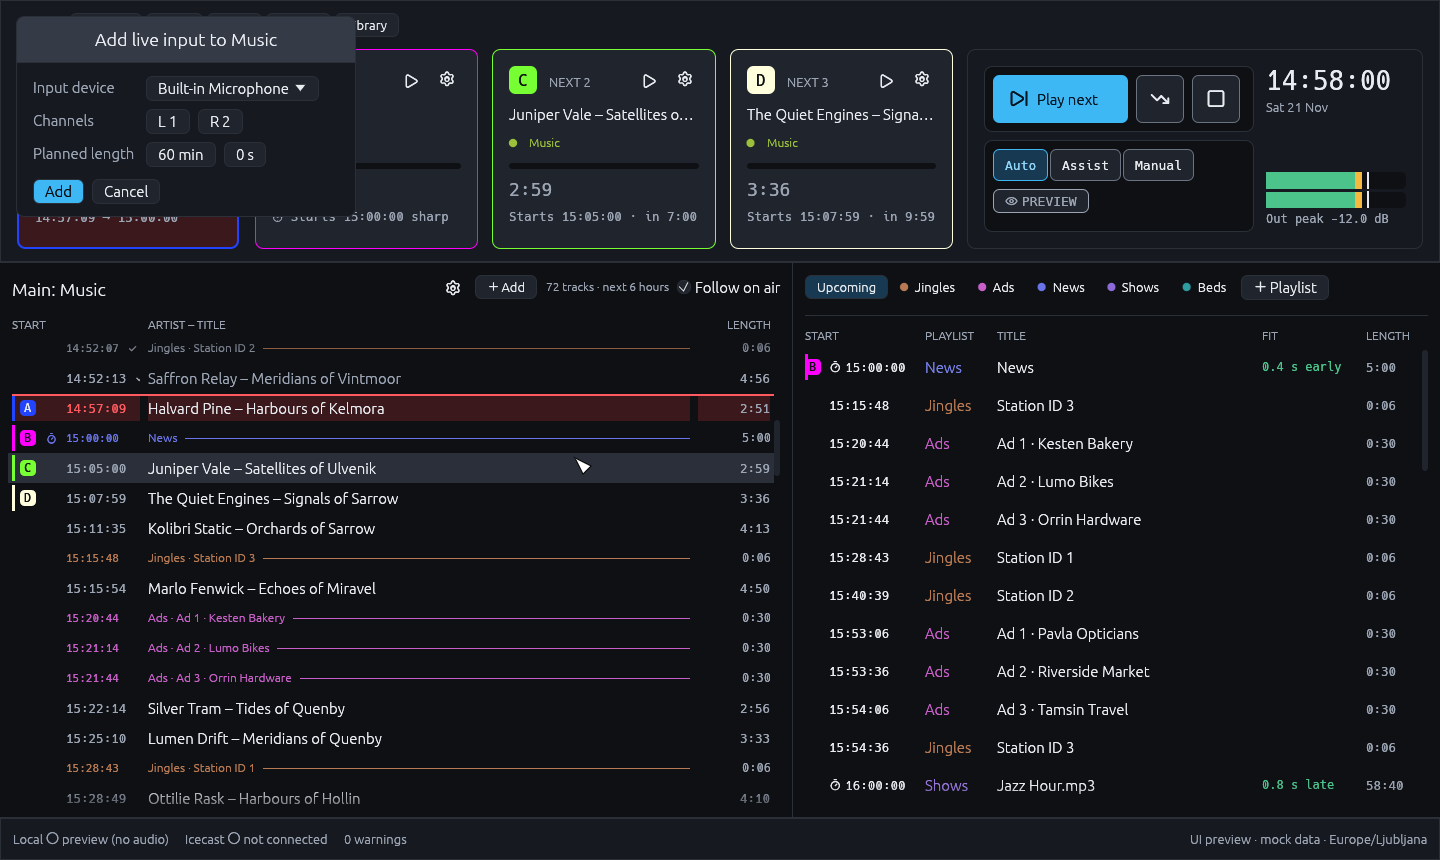 Add live input to Music
Input device Built-in Microphone
Channels L 1 R 2
Planned length 60 min 0 s
Add Cancel
brary
14:57:09 → 15:00:00
Starts 15:00:00 sharp
C NEXT 2
Juniper Vale – Satellites o…
Music
2:59
Starts 15:05:00 · in 7:00
D NEXT 3
The Quiet Engines – Signa…
Music
3:36
Starts 15:07:59 · in 9:59
Play next
14:58:00
Sat 21 Nov
Auto Assist Manual
PREVIEW
Out peak -12.0 dB
Main: Music
+ Add 72 tracks · next 6 hours ✓ Follow on air
START ARTIST – TITLE LENGTH
14:52:07 ✓ Jingles · Station ID 2 0:06
14:52:13 Saffron Relay – Meridians of Vintmoor 4:56
A 14:57:09 Halvard Pine – Harbours of Kelmora 2:51
B 15:00:00 News 5:00
C 15:05:00 Juniper Vale – Satellites of Ulvenik 2:59
D 15:07:59 The Quiet Engines – Signals of Sarrow 3:36
15:11:35 Kolibri Static – Orchards of Sarrow 4:13
15:15:48 Jingles · Station ID 3 0:06
15:15:54 Marlo Fenwick – Echoes of Miravel 4:50
15:20:44 Ads · Ad 1 · Kesten Bakery 0:30
15:21:14 Ads · Ad 2 · Lumo Bikes 0:30
15:21:44 Ads · Ad 3 · Orrin Hardware 0:30
15:22:14 Silver Tram – Tides of Quenby 2:56
15:25:10 Lumen Drift – Meridians of Quenby 3:33
15:28:43 Jingles · Station ID 1 0:06
15:28:49 Ottilie Rask – Harbours of Hollin 4:10
Upcoming Jingles Ads News Shows Beds + Playlist
START PLAYLIST TITLE FIT LENGTH
B 15:00:00 News News 0.4 s early 5:00
15:15:48 Jingles Station ID 3 0:06
15:20:44 Ads Ad 1 · Kesten Bakery 0:30
15:21:14 Ads Ad 2 · Lumo Bikes 0:30
15:21:44 Ads Ad 3 · Orrin Hardware 0:30
15:28:43 Jingles Station ID 1 0:06
15:40:39 Jingles Station ID 2 0:06
15:53:06 Ads Ad 1 · Pavla Opticians 0:30
15:53:36 Ads Ad 2 · Riverside Market 0:30
15:54:06 Ads Ad 3 · Tamsin Travel 0:30
15:54:36 Jingles Station ID 3 0:06
16:00:00 Shows Jazz Hour.mp3 0.8 s late 58:40
Local preview (no audio) Icecast not connected 0 warnings
UI preview · mock data · Europe/Ljubljana